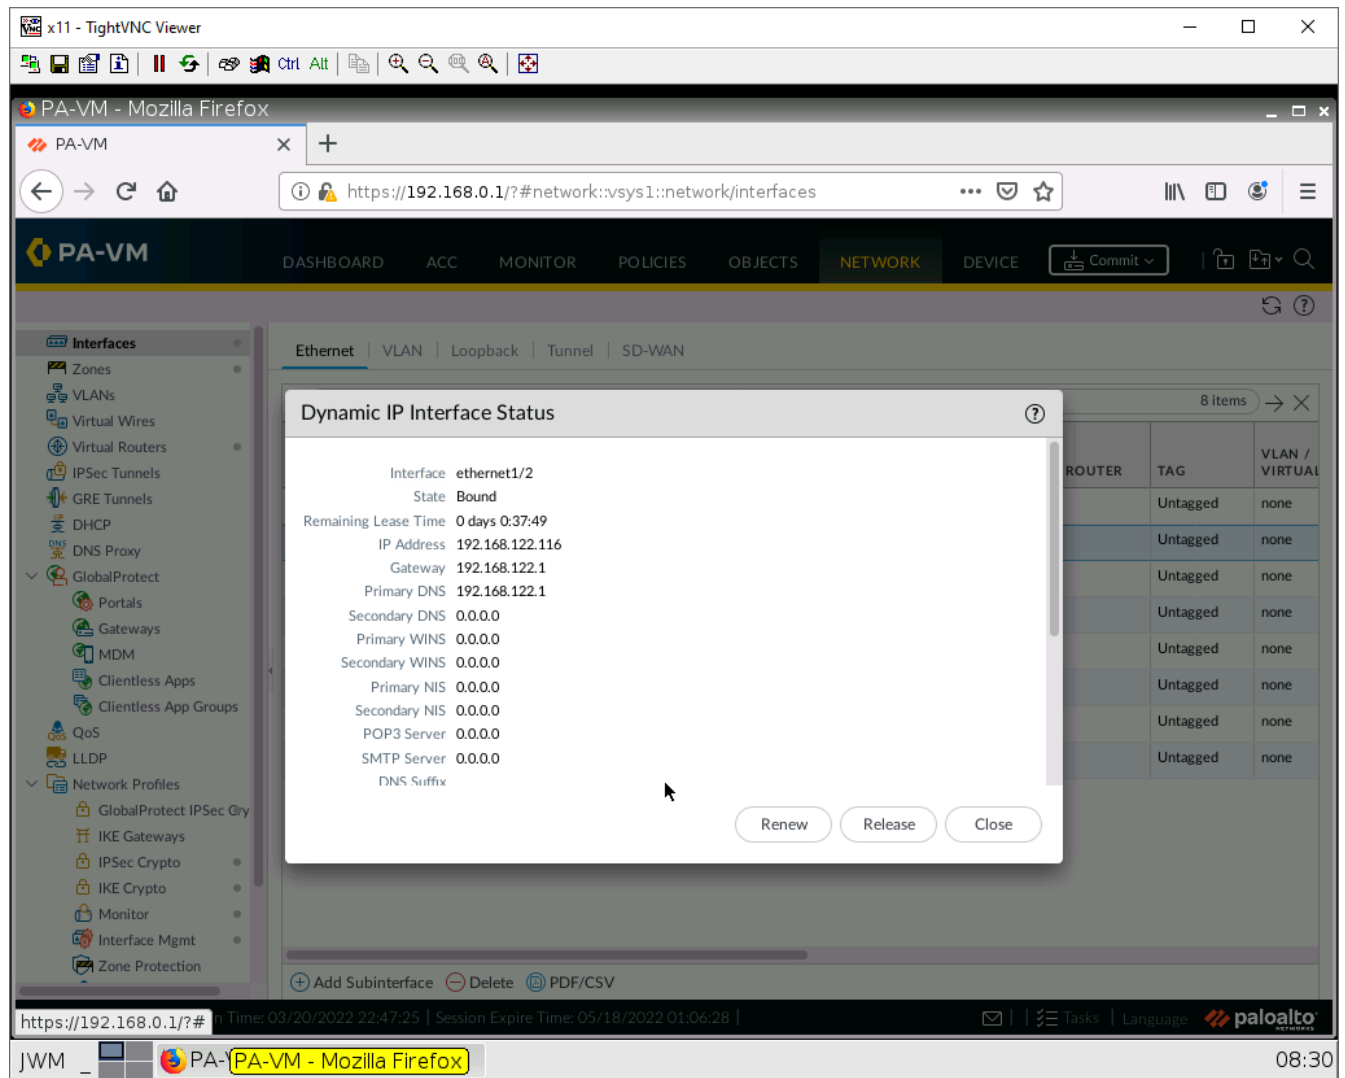 x11 - TightVNC Viewer
Ctrl Alt
PA-VM - Mozilla Firefox
PA-VM
https://192.168.0.1/?#network::vsys1::network/interfaces
PA-VM
DASHBOARD ACC MONITOR POLICIES OBJECTS NETWORK DEVICE Commit
Interfaces
Zones
VLANs
Virtual Wires
Virtual Routers
IPSec Tunnels
GRE Tunnels
DHCP
DNS Proxy
GlobalProtect
Portals
Gateways
MDM
Clientless Apps
Clientless App Groups
QoS
LLDP
Network Profiles
GlobalProtect IPSec Cry
IKE Gateways
IPSec Crypto
IKE Crypto
Monitor
Interface Mgmt
Zone Protection
Ethernet VLAN Loopback Tunnel SD-WAN
8 items
ROUTER TAG VLAN / VIRTUAL
Untagged none
Untagged none
Untagged none
Untagged none
Untagged none
Untagged none
Untagged none
Untagged none
Dynamic IP Interface Status
Interface ethernet1/2
State Bound
Remaining Lease Time 0 days 0:37:49
IP Address 192.168.122.116
Gateway 192.168.122.1
Primary DNS 192.168.122.1
Secondary DNS 0.0.0.0
Primary WINS 0.0.0.0
Secondary WINS 0.0.0.0
Primary NIS 0.0.0.0
Secondary NIS 0.0.0.0
POP3 Server 0.0.0.0
SMTP Server 0.0.0.0
DNS Suffix
Renew Release Close
Add Subinterface Delete PDF/CSV
https://192.168.0.1/?# n Time: 03/20/2022 22:47:25 | Session Expire Time: 05/18/2022 01:06:28 | Tasks | Language paloalto NETWORKS
JWM _ PA-V PA-VM - Mozilla Firefox 08:30